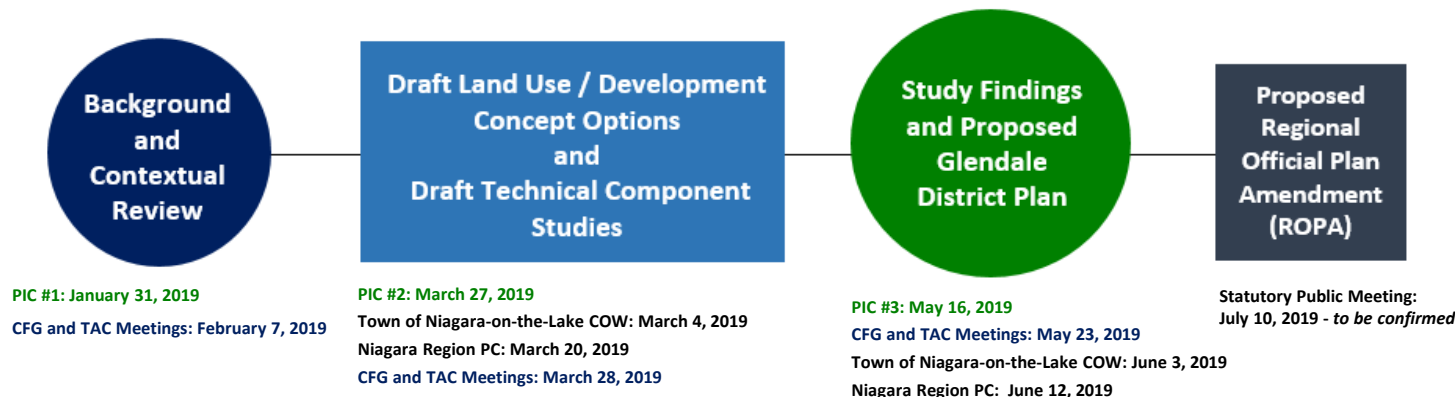 Background
and
Contextual
Review
PIC #1: January 31, 2019
CFG and TAC Meetings: February 7, 2019
Draft Land Use / Development
Concept Options
and
Draft Technical Component
Studies
PIC #2: March 27, 2019
Town of Niagara-on-the-Lake COW: March 4, 2019
Niagara Region PC: March 20, 2019
CFG and TAC Meetings: March 28, 2019
Study Findings
and Proposed
Glendale
District Plan
PIC #3: May 16, 2019
CFG and TAC Meetings: May 23, 2019
Town of Niagara-on-the-Lake COW: June 3, 2019
Niagara Region PC:  June 12, 2019
Proposed
Regional
Official Plan
Amendment
(ROPA)
Statutory Public Meeting:
July 10, 2019 - to be confirmed